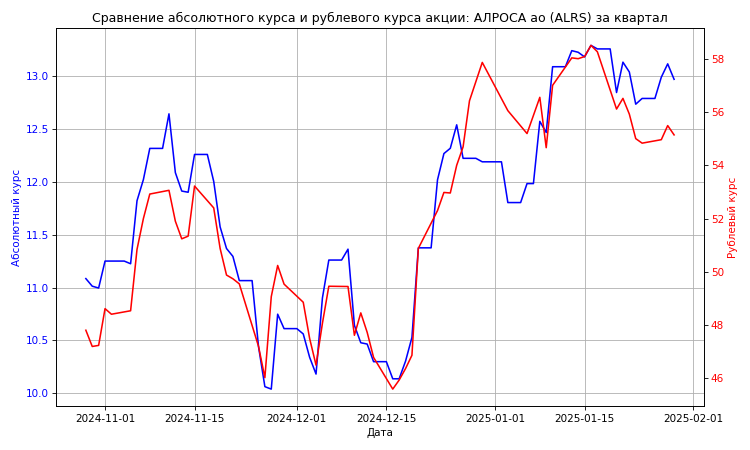 Сравнение абсолютного курса и рублевого курса акции: АЛРОСА ао (ALRS) за квартал
13.0
12.5
12.0
11.5
11.0
10.5
10.0
Абсолютный курс
58
56
54
52
50
48
46
Рублевый курс
2024-11-01 2024-11-15 2024-12-01 2024-12-15 2025-01-01 2025-01-15 2025-02-01
Дата